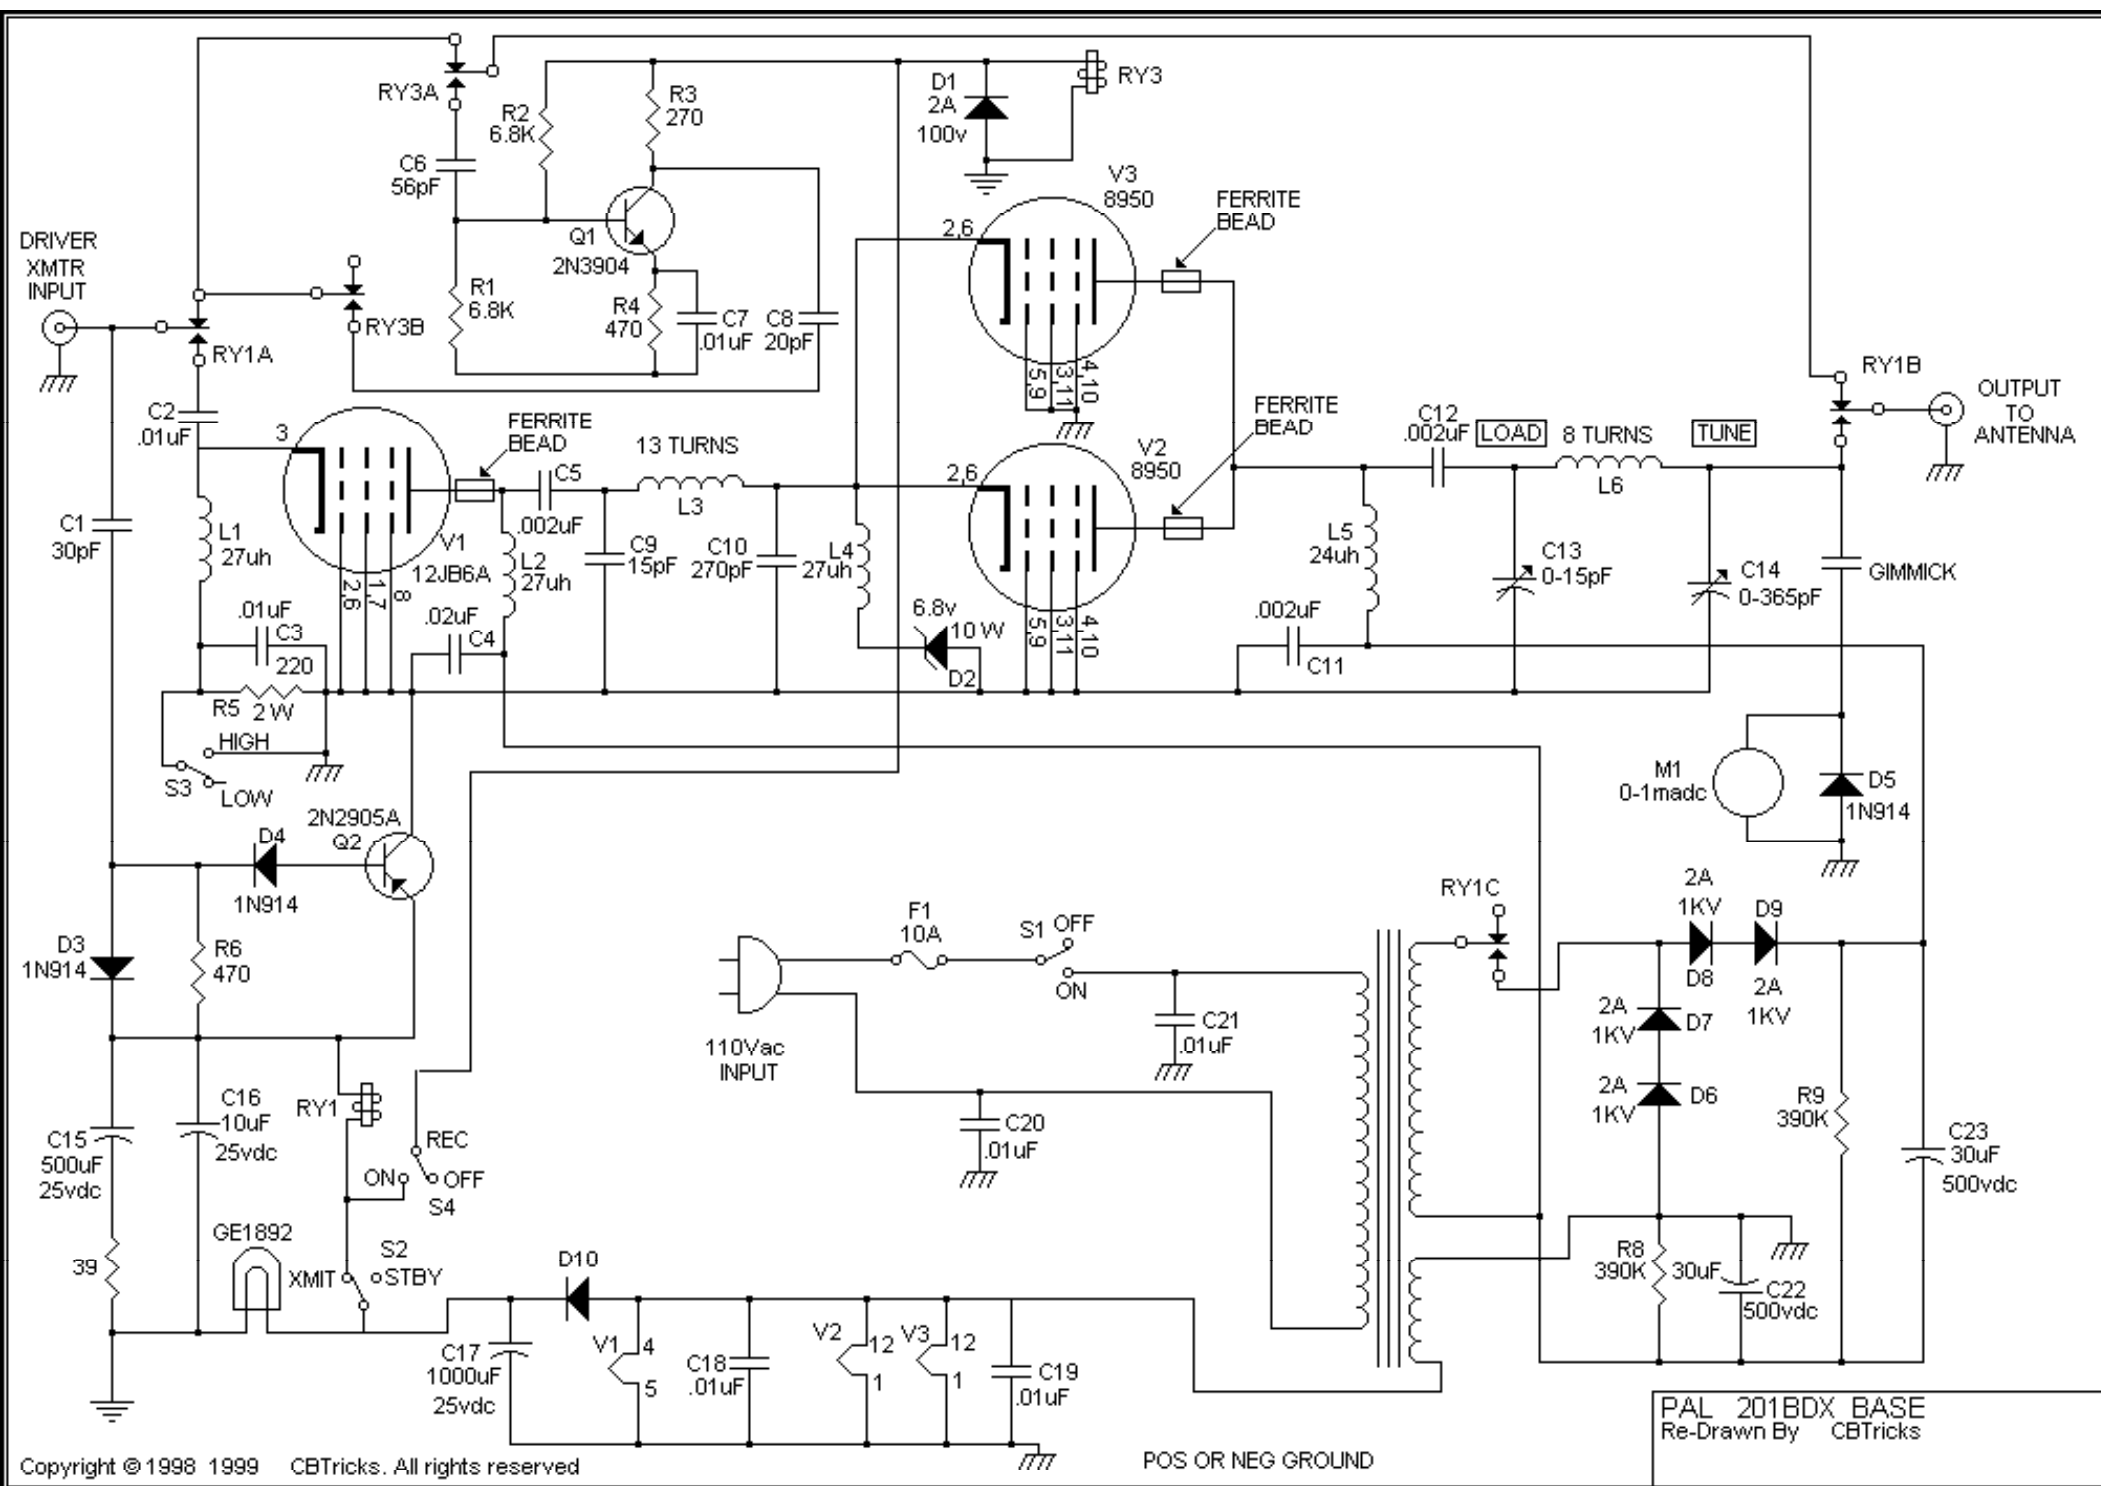 RY3A
R2
6.8K
R3
270
D1
2A
100v
RY3
C6
56pF
Q1
2N3904
V3
8950
FERRITE
BEAD
2,6
DRIVER
XMTR
INPUT
R1
6.8K
R4
470
C7
.01uF
C8
20pF
RY3B
RY1A
5,9
3,11
4,10
RY1B
OUTPUT
TO
ANTENNA
C2
.01uF
3
FERRITE
BEAD
13 TURNS
C5
.002uF
L3
2,6
V2
8950
FERRITE
BEAD
C12
.002uF
LOAD
8 TURNS
TUNE
L6
C1
30pF
L1
27uh
V1
12JB6A
2,6
1,7
8
L2
27uh
C9
15pF
C10
270pF
L4
27uh
L5
24uh
C13
0-15pF
C14
0-365pF
GIMMICK
.01uF
C3
220
.02uF
C4
6.8v
10 W
D2
5,9
3,11
4,10
.002uF
C11
R5
2 W
HIGH
S3
LOW
M1
0-1madc
D5
1N914
2N2905A
Q2
D4
1N914
D3
1N914
R6
470
F1
10A
S1
OFF
ON
RY1C
2A
1KV
D9
D8
2A
1KV
2A
1KV
D7
110Vac
INPUT
C21
.01uF
2A
1KV
D6
R9
390K
C16
10uF
25vdc
RY1
C15
500uF
25vdc
REC
ON
OFF
S4
C20
.01uF
C23
30uF
500vdc
39
GE1892
XMIT
S2
STBY
D10
R8
390K
30uF
C22
500vdc
C17
1000uF
25vdc
V1
4
5
C18
.01uF
V2
12
1
V3
12
1
C19
.01uF
PAL 201BDX BASE
Re-Drawn By CBTricks
Copyright © 1998 1999 CBTricks. All rights reserved
POS OR NEG GROUND